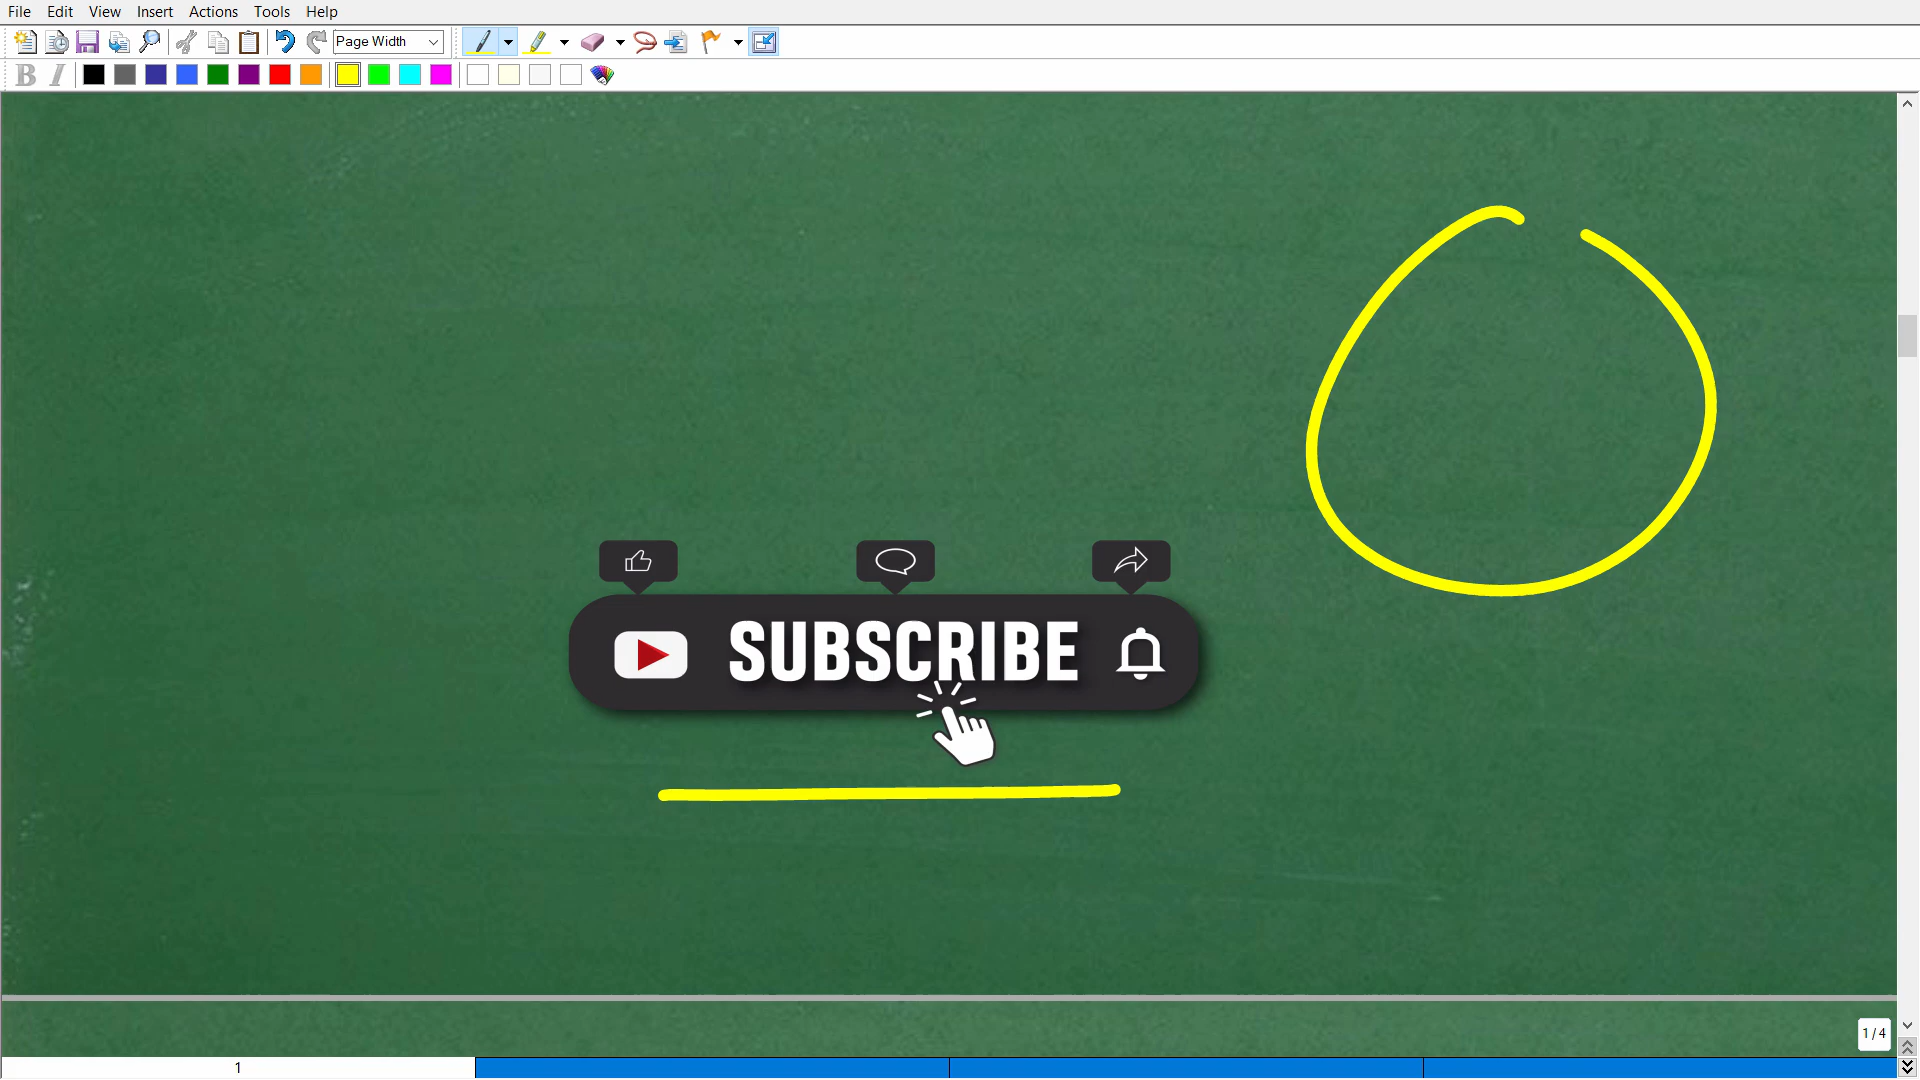 File Edit View Insert Actions Tools Help
Page Width
B I
SUBSCRIBE
1 / 4
1